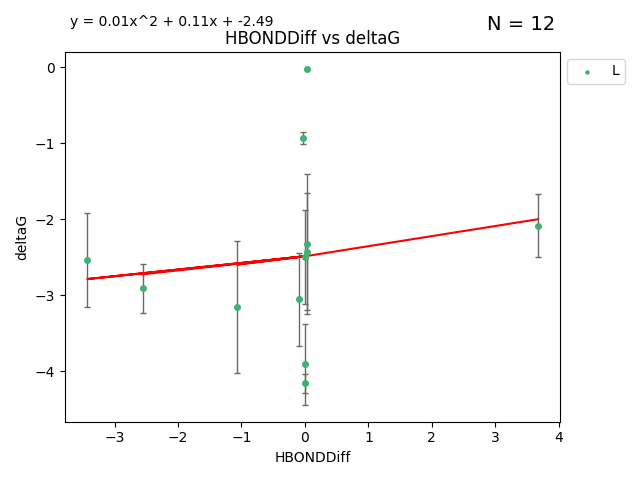 y = 0.01x^2 + 0.11x + -2.49
N = 12
HBONDDiff vs deltaG
L
deltaG
0
−1
−2
−3
−4
−3 −2 −1 0 1 2 3 4
HBONDDiff